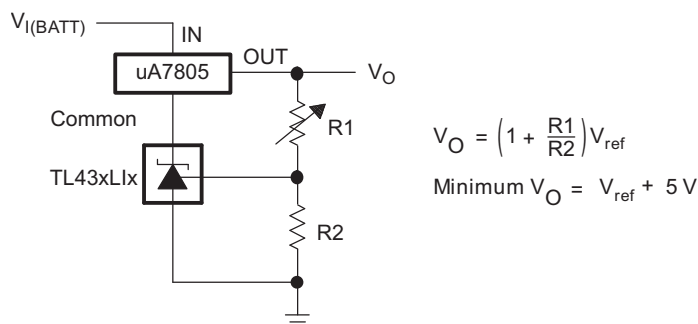 V_I(BATT)
IN
OUT
uA7805
V_O
Common
R1
TL43xLIx
R2
V_O = (1 + R1/R2) V_ref
Minimum V_O = V_ref + 5 V